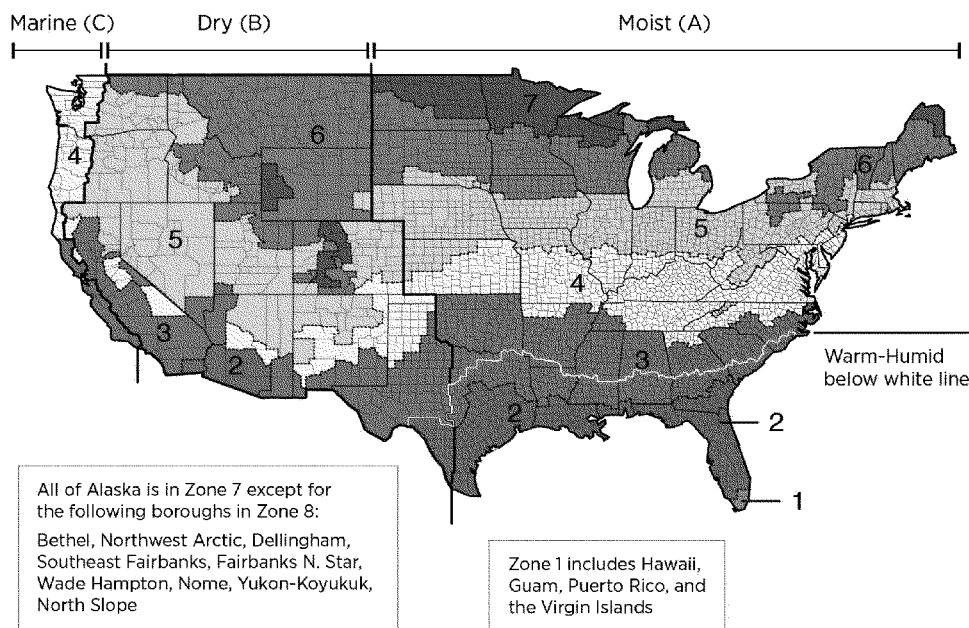 Marine (C)
Dry (B)
Moist (A)
7
6
6
4
5
5
4
3
3
2
2
Warm-Humid
below white line
2
1
All of Alaska is in Zone 7 except for
the following boroughs in Zone 8:
Bethel, Northwest Arctic, Dellingham,
Southeast Fairbanks, Fairbanks N. Star,
Wade Hampton, Nome, Yukon-Koyukuk,
North Slope
Zone 1 includes Hawaii,
Guam, Puerto Rico, and
the Virgin Islands